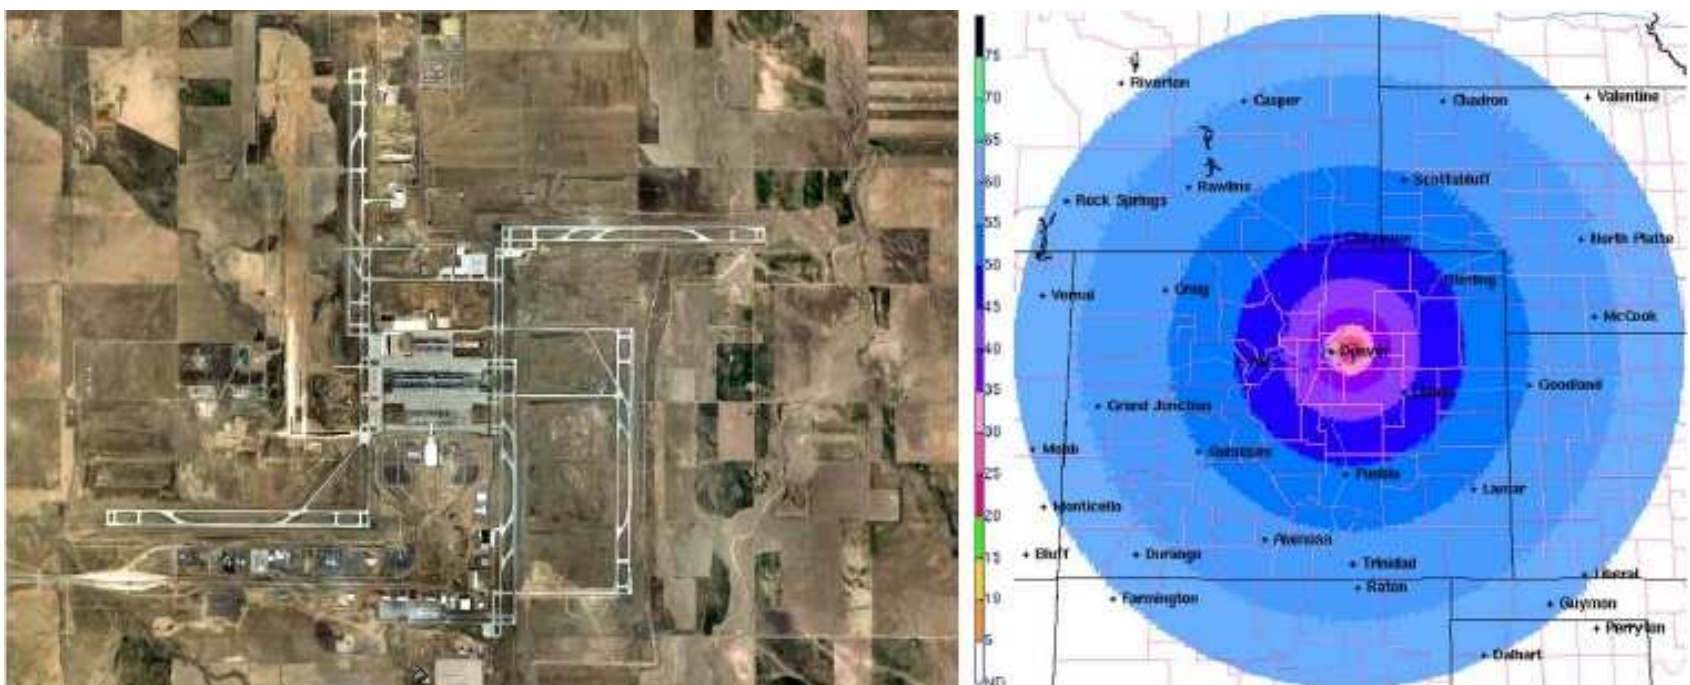 75
Riverton
Casper
Chadron
Valentine
70
65
60
Scottsbluff
Rawlins
Rock Springs
55
North Platte
50
Sterling
Vernal
Craig
45
McCook
40
Denver
35
Goodland
Grand Junction
30
Moab
Gunnison
Pueblo
25
Lamar
Monticello
20
Alamosa
Bluff
Durango
Trinidad
15
Liberal
Raton
Farmington
10
Guymon
Perryton
5
Dalhart
ND